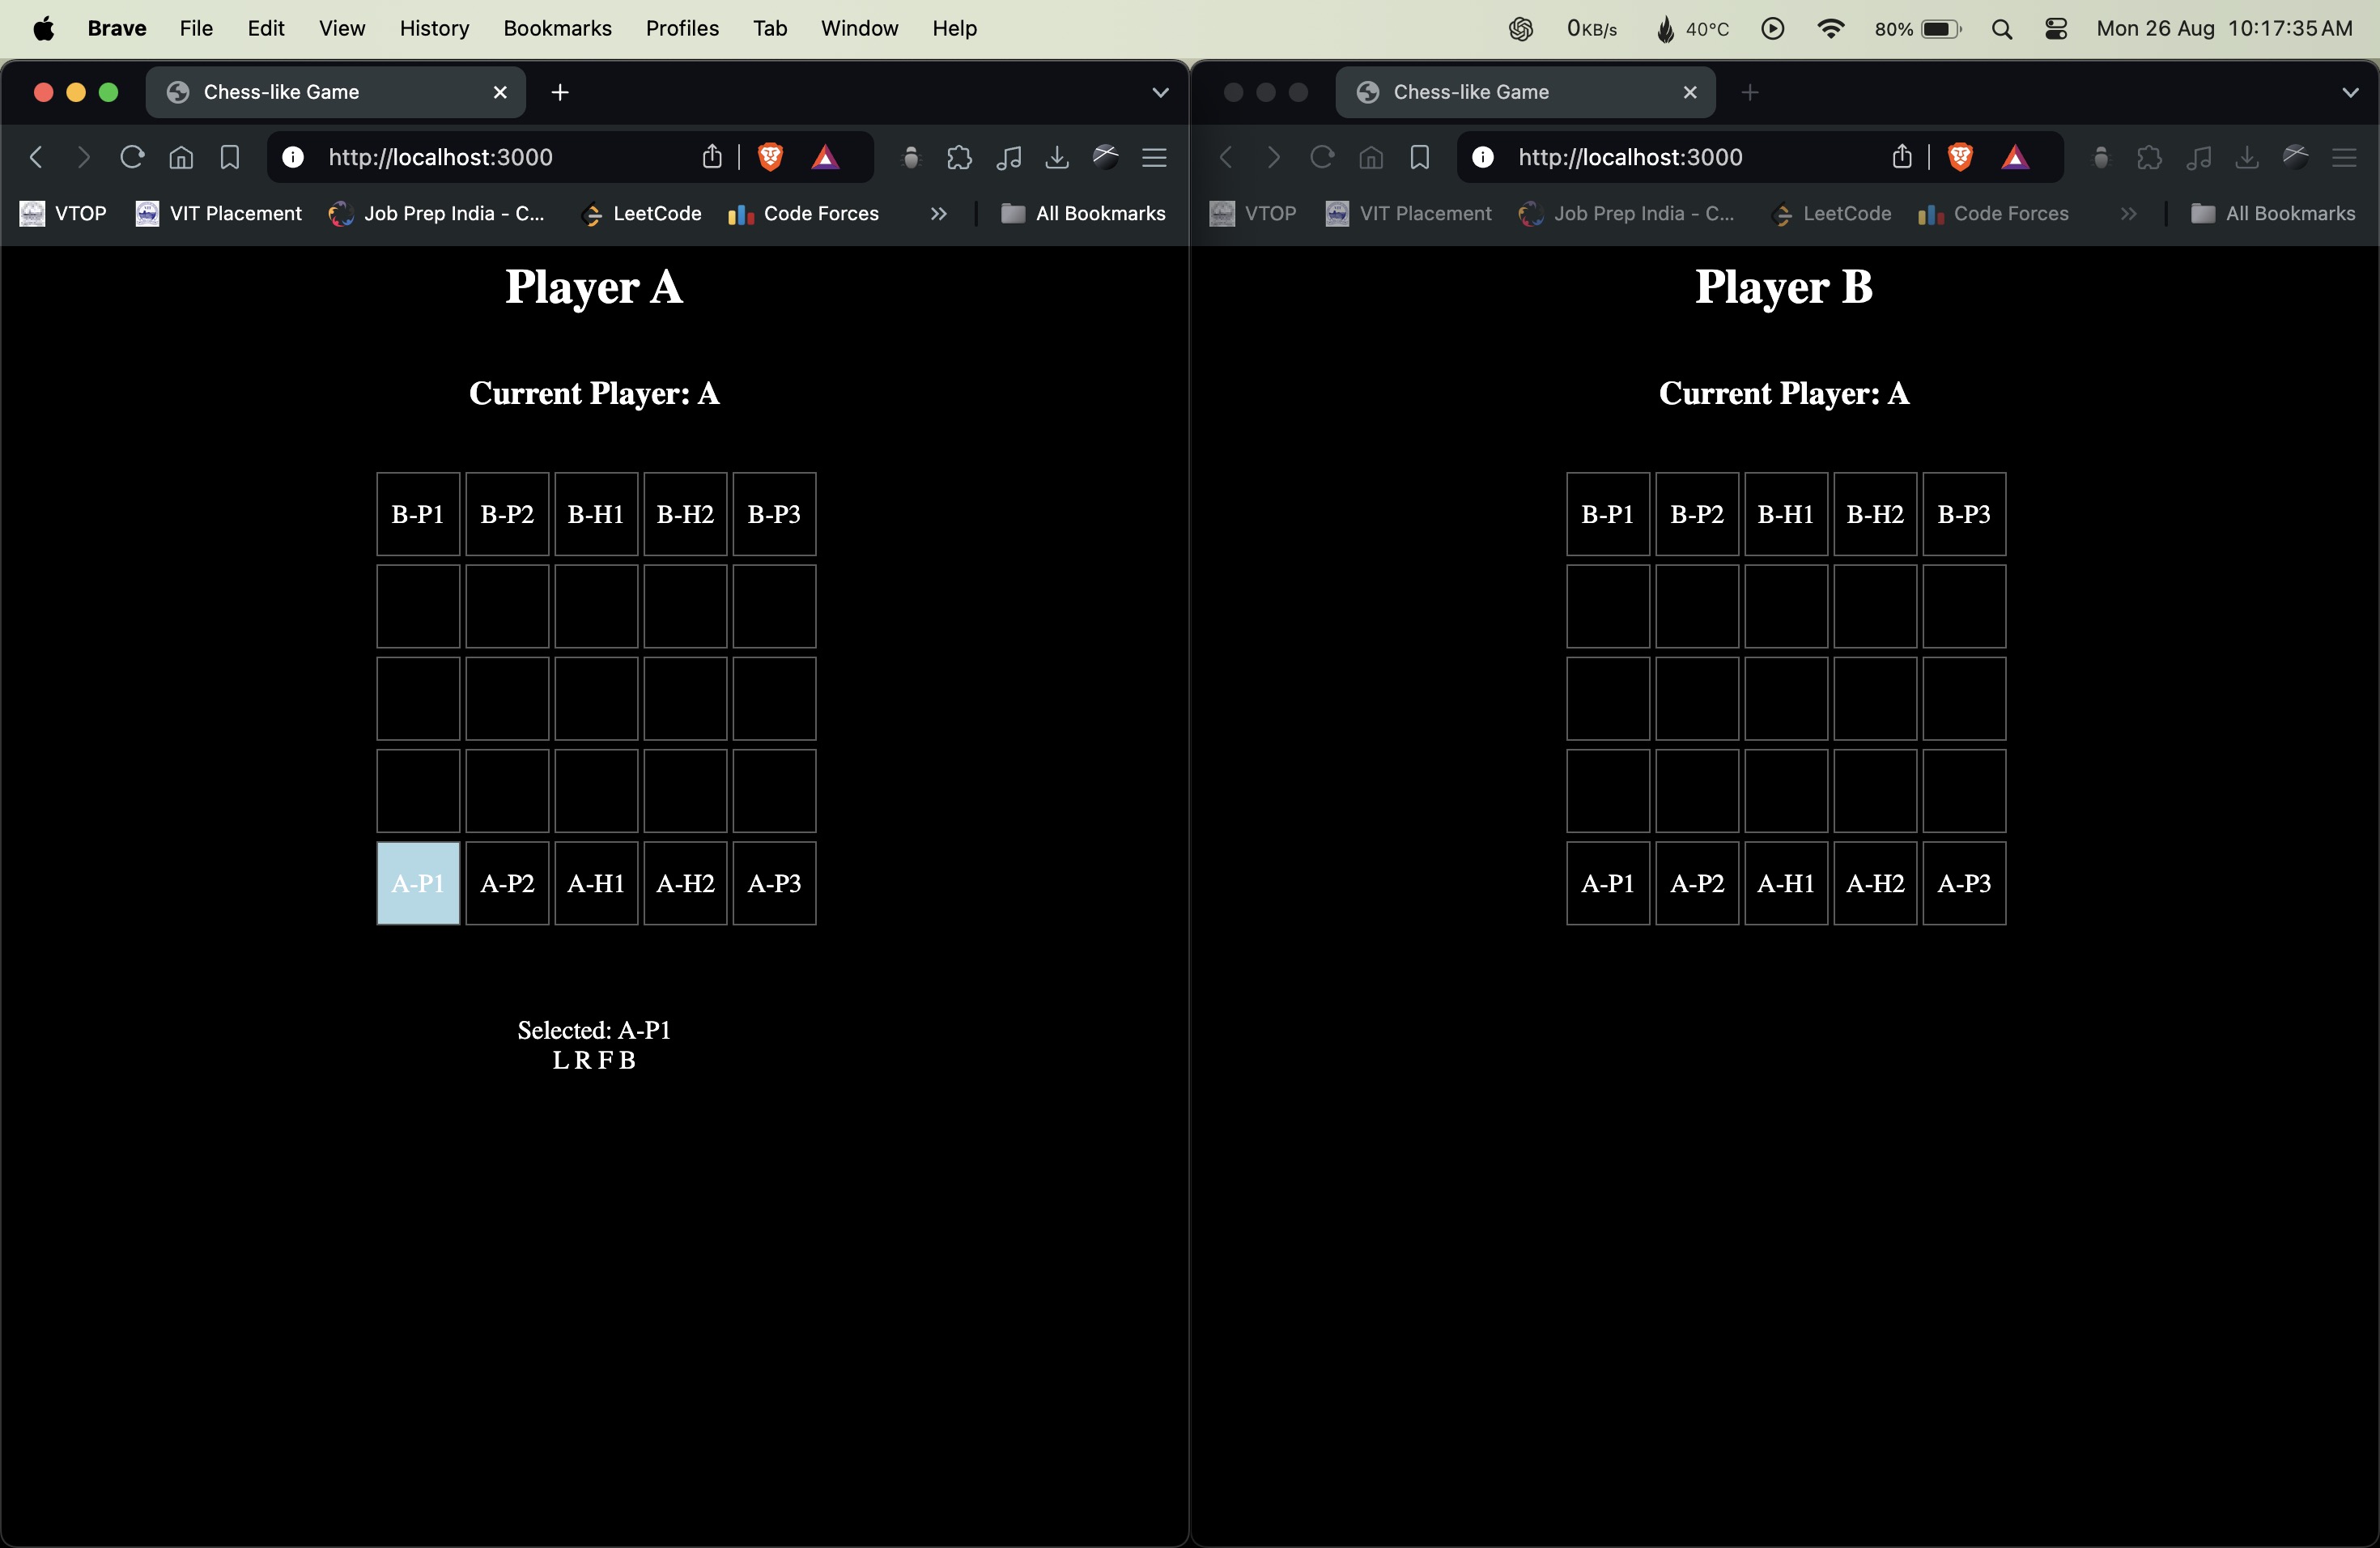 Brave File Edit View History Bookmarks Profiles Tab Window Help 0KB/s 40°C 80% Mon 26 Aug 10:17:35 AM
Chess-like Game
http://localhost:3000
VTOP VIT Placement Job Prep India - C... LeetCode Code Forces » All Bookmarks
Player A
Current Player: A
B-P1 B-P2 B-H1 B-H2 B-P3
A-P1 A-P2 A-H1 A-H2 A-P3
Selected: A-P1
L R F B
Chess-like Game
http://localhost:3000
VTOP VIT Placement Job Prep India - C... LeetCode Code Forces » All Bookmarks
Player B
Current Player: A
B-P1 B-P2 B-H1 B-H2 B-P3
A-P1 A-P2 A-H1 A-H2 A-P3